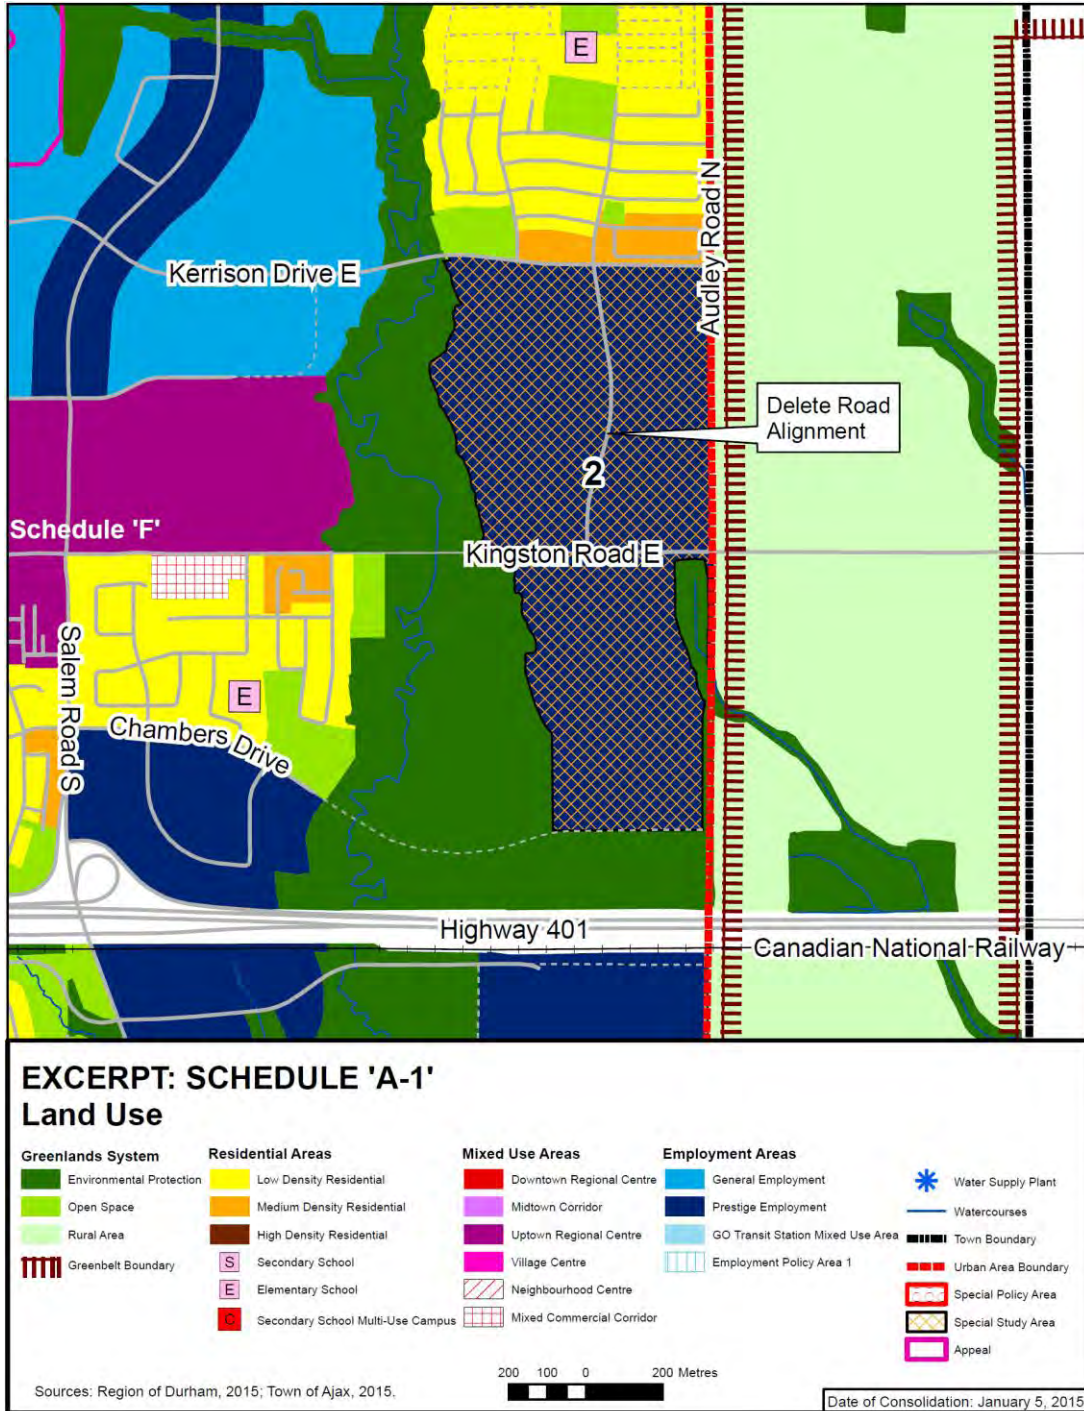 E
Audley Road N
Kerrison Drive E
Delete Road
Alignment
2
Schedule 'F'
Kingston Road E
Salem Road S
E
Chambers Drive
Highway 401
Canadian National Railway
EXCERPT: SCHEDULE 'A-1'
Land Use
Greenlands System
Environmental Protection
Open Space
Rural Area
Greenbelt Boundary
Residential Areas
Low Density Residential
Medium Density Residential
High Density Residential
S Secondary School
E Elementary School
C Secondary School Multi-Use Campus
Mixed Use Areas
Downtown Regional Centre
Midtown Corridor
Uptown Regional Centre
Village Centre
Neighbourhood Centre
Mixed Commercial Corridor
Employment Areas
General Employment
Prestige Employment
GO Transit Station Mixed Use Area
Employment Policy Area 1
Water Supply Plant
Watercourses
Town Boundary
Urban Area Boundary
Special Policy Area
Special Study Area
Appeal
200 100 0 200 Metres
Sources: Region of Durham, 2015; Town of Ajax, 2015.
Date of Consolidation: January 5, 2015